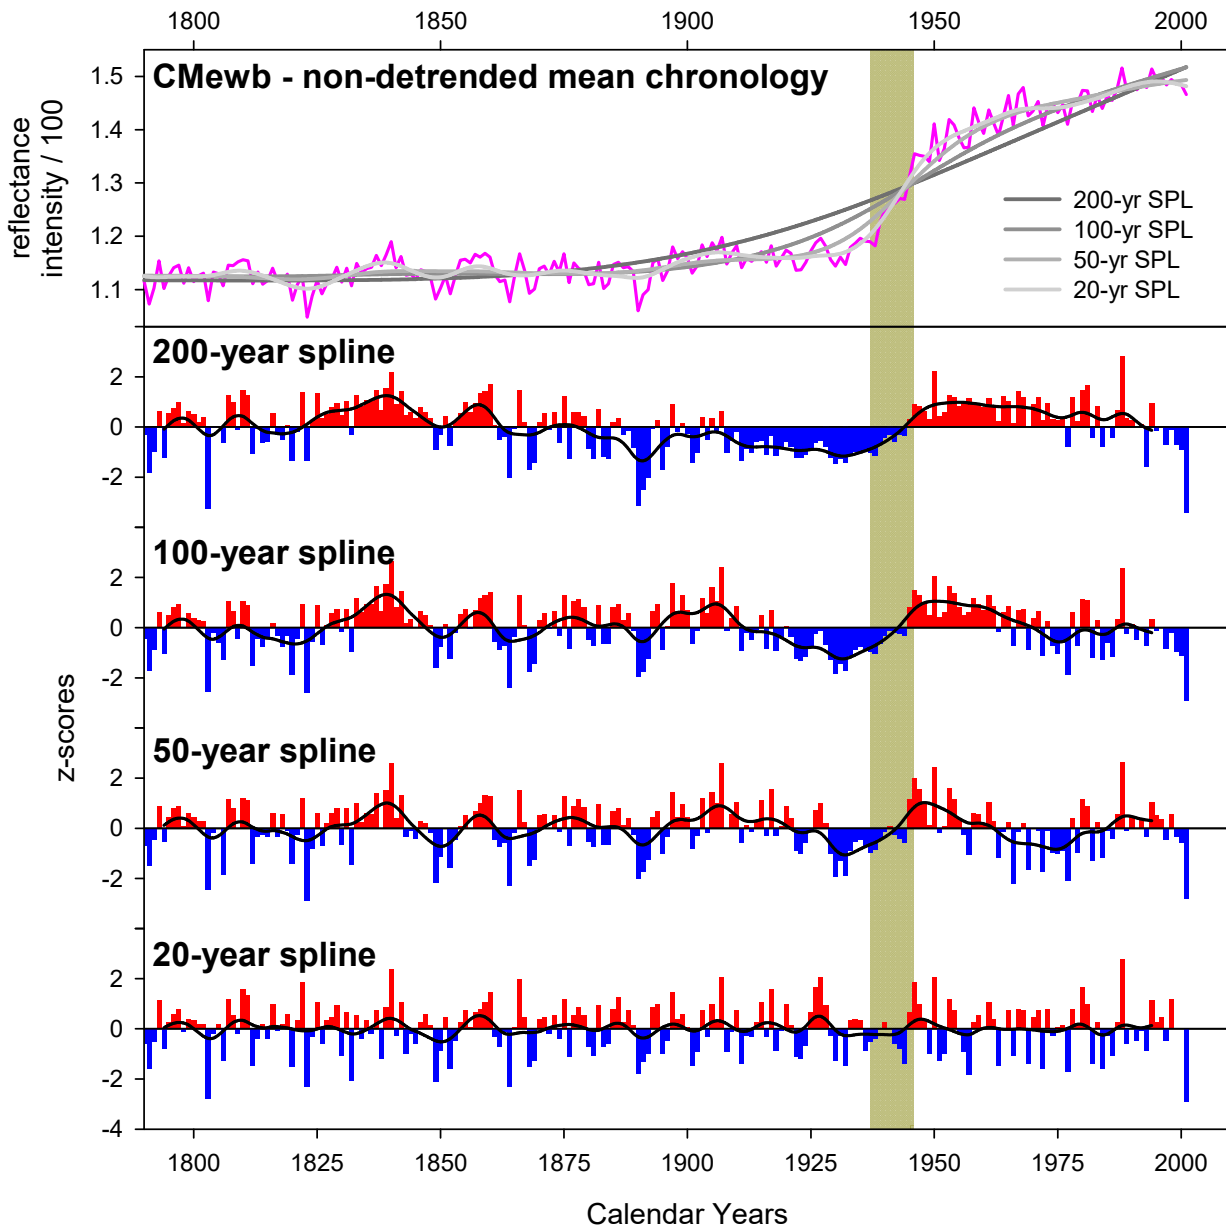 1800 1850 1900 1950 2000
CMewb - non-detrended mean chronology
1.5
1.4
1.3
1.2
1.1
reflectance
intensity / 100
200-yr SPL
100-yr SPL
50-yr SPL
20-yr SPL
200-year spline
2
0
-2
100-year spline
2
0
-2
z-scores
50-year spline
2
0
-2
20-year spline
2
0
-2
-4
1800 1825 1850 1875 1900 1925 1950 1975 2000
Calendar Years